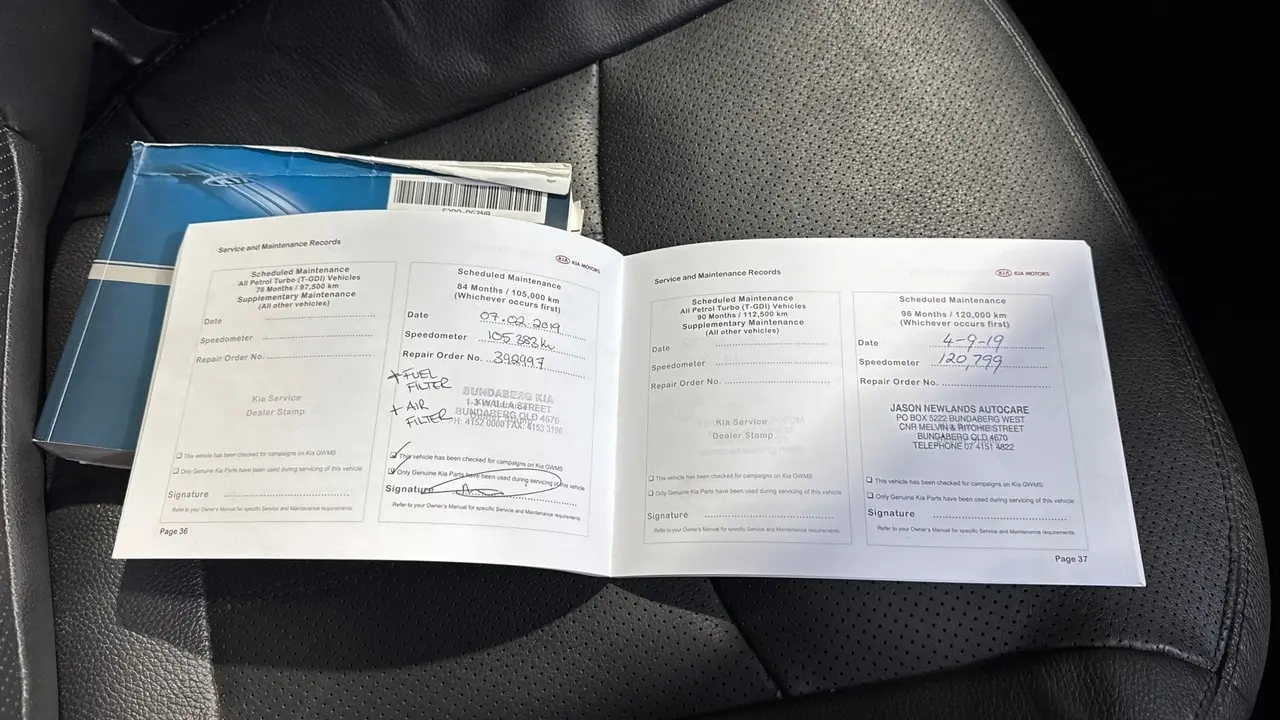 KIA
Service and Maintenance Records
KIA KIA MOTORS
Scheduled Maintenance
All Petrol Turbo (T-GDI) Vehicles
78 Months / 97,500 km
Supplementary Maintenance
(All other vehicles)
Date
Speedometer
Repair Order No.
Kia Service
Dealer Stamp
This vehicle has been checked for campaigns on Kia GWMS
Only Genuine Kia Parts have been used during servicing of this vehicle
Signature
Refer to your Owner's Manual for specific Service and Maintenance requirements.
Page 36
Scheduled Maintenance
84 Months / 105,000 km
(Whichever occurs first)
Date 07-02-2019
Speedometer 105383km
Repair Order No. 392997
+ FUEL
FILTER
+ AIR
FILTER
BUNDABERG KIA
STREET
BUNDABERG QLD 4670
PH: 4152 0000 FAX: 4153 3198
This vehicle has been checked for campaigns on Kia GWMS
Only Genuine Kia Parts have been used during servicing of this vehicle
Signature
Refer to your Owner's Manual for specific Service and Maintenance requirements
Service and Maintenance Records
KIA KIA MOTORS
Scheduled Maintenance
All Petrol Turbo (T-GDI) Vehicles
90 Months / 112,500 km
Supplementary Maintenance
(All other vehicles)
Date
Speedometer
Repair Order No.
Kia Service
Dealer Stamp
This vehicle has been checked for campaigns on Kia GWMS
Only Genuine Kia Parts have been used during servicing of this vehicle
Signature
Refer to your Owner's Manual for specific Service and Maintenance requirements
Scheduled Maintenance
96 Months / 120,000 km
(Whichever occurs first)
Date 4-9-19
Speedometer 120,799
Repair Order No.
JASON NEWLANDS AUTOCARE
PO BOX 5222 BUNDABERG WEST
CNR MELVIN & RITCHIE STREET
BUNDABERG QLD 4670
TELEPHONE 07 4151 4822
This vehicle has been checked for campaigns on Kia GWMS
Only Genuine Kia Parts have been used during servicing of this vehicle
Signature
Refer to your Owner's Manual for specific Service and Maintenance requirements
Page 37